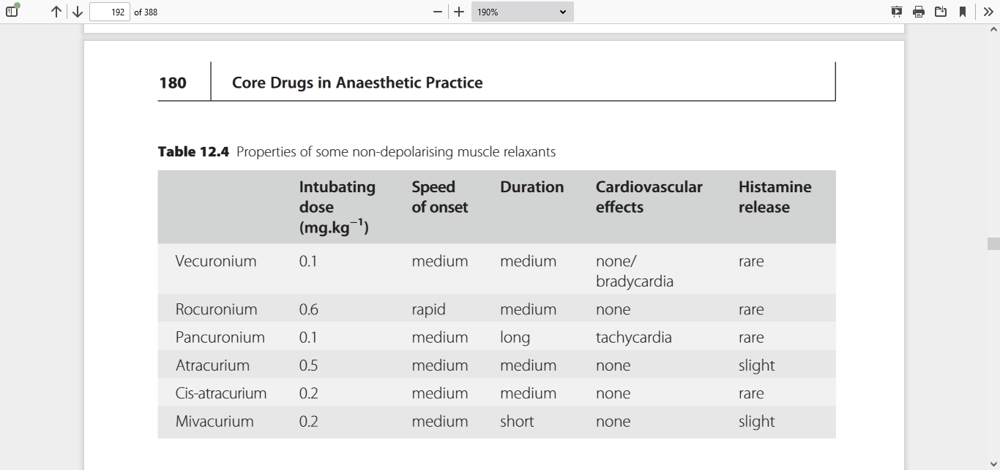 192 of 388
190%
180 Core Drugs in Anaesthetic Practice
Table 12.4 Properties of some non-depolarising muscle relaxants
Intubating dose (mg.kg⁻¹) Speed of onset Duration Cardiovascular effects Histamine release
Vecuronium 0.1 medium medium none/ bradycardia rare
Rocuronium 0.6 rapid medium none rare
Pancuronium 0.1 medium long tachycardia rare
Atracurium 0.5 medium medium none slight
Cis-atracurium 0.2 medium medium none rare
Mivacurium 0.2 medium short none slight